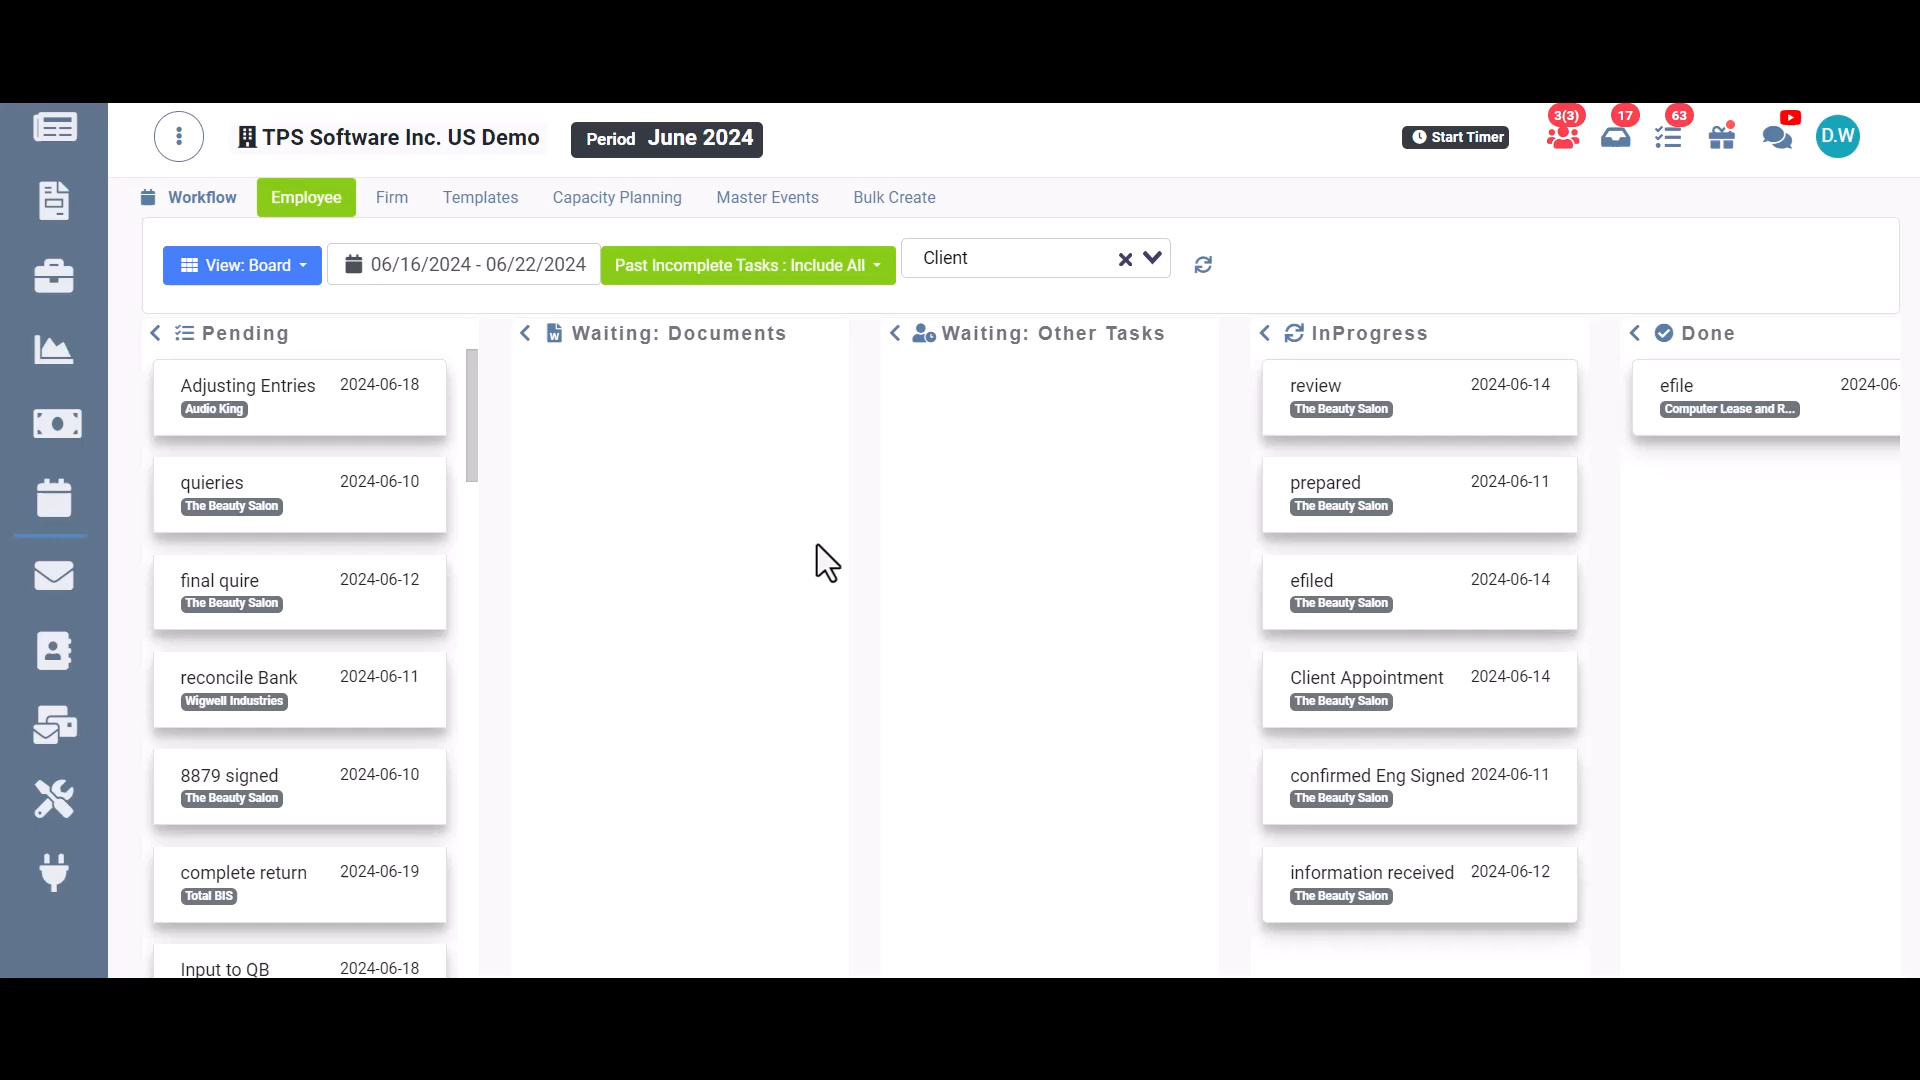 TPS Software Inc. US Demo
Period June 2024
Start Timer
3(3)
17
63
D.W
Workflow
Employee
Firm
Templates
Capacity Planning
Master Events
Bulk Create
View: Board
06/16/2024 - 06/22/2024
Past Incomplete Tasks : Include All
Client
Pending
Adjusting Entries 2024-06-18
Audio King
quieries 2024-06-10
The Beauty Salon
final quire 2024-06-12
The Beauty Salon
reconcile Bank 2024-06-11
Wigwell Industries
8879 signed 2024-06-10
The Beauty Salon
complete return 2024-06-19
Total BIS
Input to QB 2024-06-18
Waiting: Documents
W
Waiting: Other Tasks
InProgress
review 2024-06-14
The Beauty Salon
prepared 2024-06-11
The Beauty Salon
efiled 2024-06-14
The Beauty Salon
Client Appointment 2024-06-14
The Beauty Salon
confirmed Eng Signed 2024-06-11
The Beauty Salon
information received 2024-06-12
The Beauty Salon
Done
efile 2024-06-
Computer Lease and R...